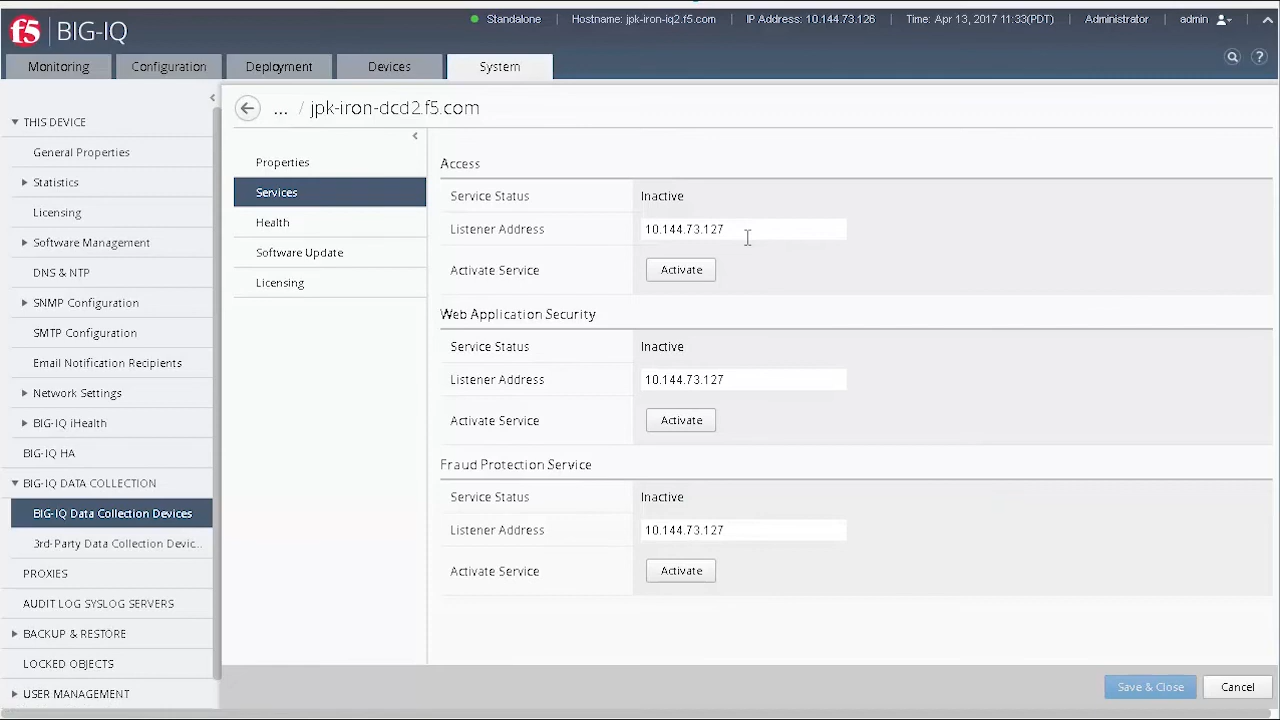 f5 BIG-IQ
Standalone Hostname: jpk-iron-iq2.f5.com IP Address: 10.144.73.126 Time: Apr 13, 2017 11:33(PDT) Administrator admin
Monitoring Configuration Deployment Devices System
THIS DEVICE
General Properties
Statistics
Licensing
Software Management
DNS & NTP
SNMP Configuration
SMTP Configuration
Email Notification Recipients
Network Settings
BIG-IQ iHealth
BIG-IQ HA
BIG-IQ DATA COLLECTION
BIG-IQ Data Collection Devices
3rd-Party Data Collection Devic...
PROXIES
AUDIT LOG SYSLOG SERVERS
BACKUP & RESTORE
LOCKED OBJECTS
USER MANAGEMENT
... / jpk-iron-dcd2.f5.com
Properties
Services
Health
Software Update
Licensing
Access
Service Status Inactive
Listener Address 10.144.73.127
Activate Service Activate
Web Application Security
Service Status Inactive
Listener Address 10.144.73.127
Activate Service Activate
Fraud Protection Service
Service Status Inactive
Listener Address 10.144.73.127
Activate Service Activate
Save & Close Cancel